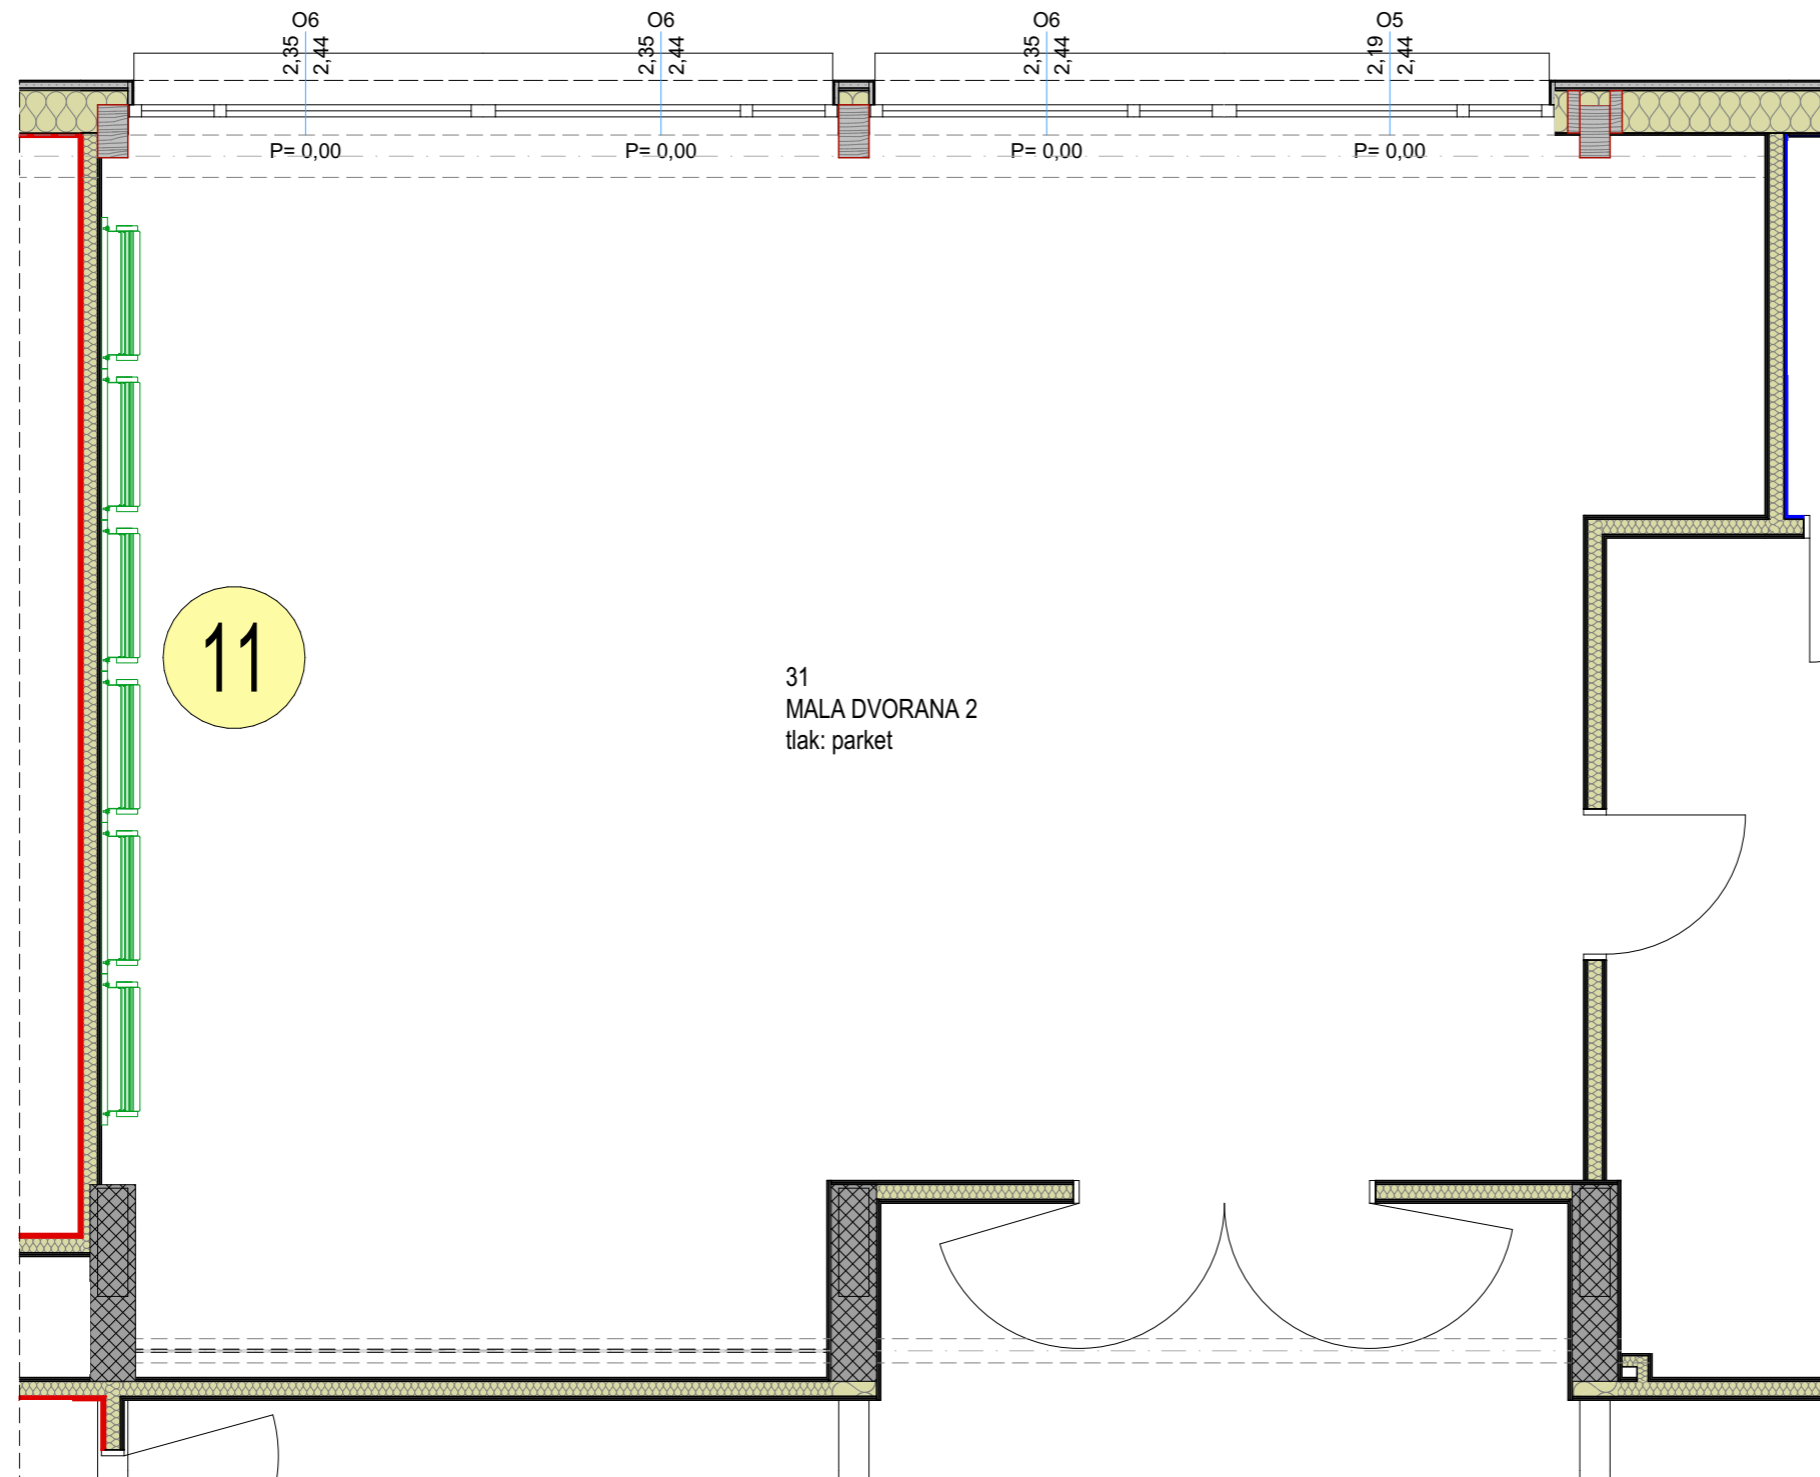 O6
2,35
2,44
O6
2,35
2,44
O6
2,35
2,44
O5
2,19
2,44
P= 0,00
P= 0,00
P= 0,00
P= 0,00
11
31
MALA DVORANA 2
tlak: parket